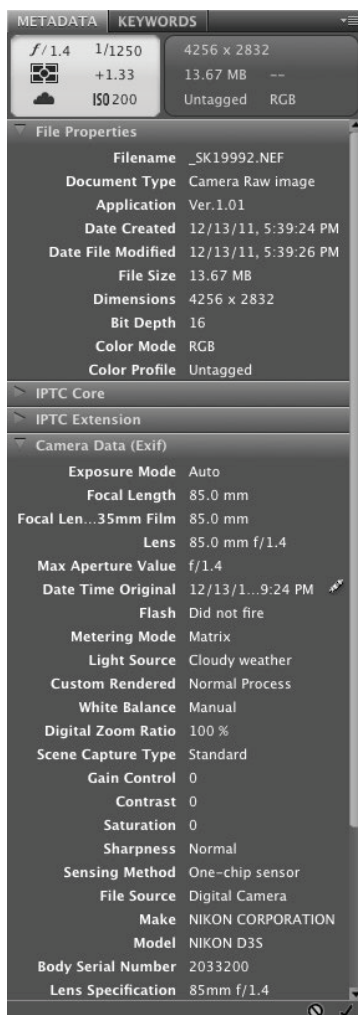 METADATA KEYWORDS
f/1.4 1/1250 4256 x 2832
+1.33 13.67 MB --
ISO 200 Untagged RGB
File Properties
Filename _SK19992.NEF
Document Type Camera Raw image
Application Ver.1.01
Date Created 12/13/11, 5:39:24 PM
Date File Modified 12/13/11, 5:39:26 PM
File Size 13.67 MB
Dimensions 4256 x 2832
Bit Depth 16
Color Mode RGB
Color Profile Untagged
IPTC Core
IPTC Extension
Camera Data (Exif)
Exposure Mode Auto
Focal Length 85.0 mm
Focal Len...35mm Film 85.0 mm
Lens 85.0 mm f/1.4
Max Aperture Value f/1.4
Date Time Original 12/13/1...9:24 PM
Flash Did not fire
Metering Mode Matrix
Light Source Cloudy weather
Custom Rendered Normal Process
White Balance Manual
Digital Zoom Ratio 100 %
Scene Capture Type Standard
Gain Control 0
Contrast 0
Saturation 0
Sharpness Normal
Sensing Method One-chip sensor
File Source Digital Camera
Make NIKON CORPORATION
Model NIKON D3S
Body Serial Number 2033200
Lens Specification 85mm f/1.4